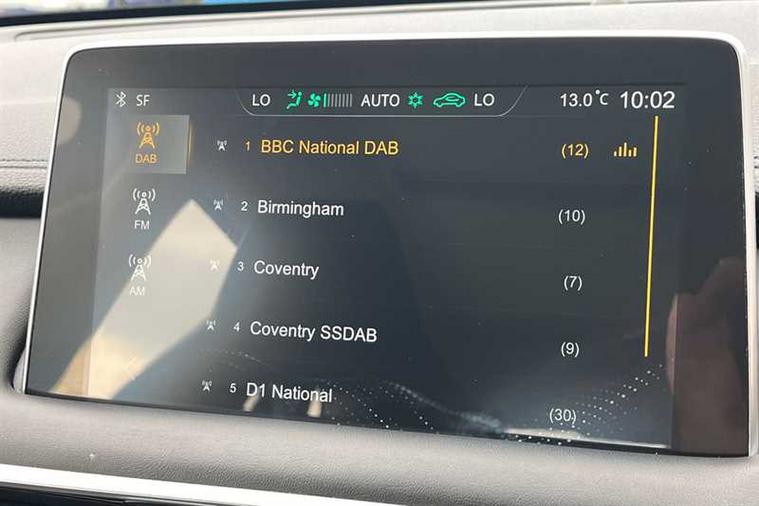 SF LO AUTO LO 13.0°C 10:02
DAB
1 BBC National DAB (12)
FM
2 Birmingham (10)
AM
3 Coventry (7)
4 Coventry SSDAB (9)
5 D1 National (30)